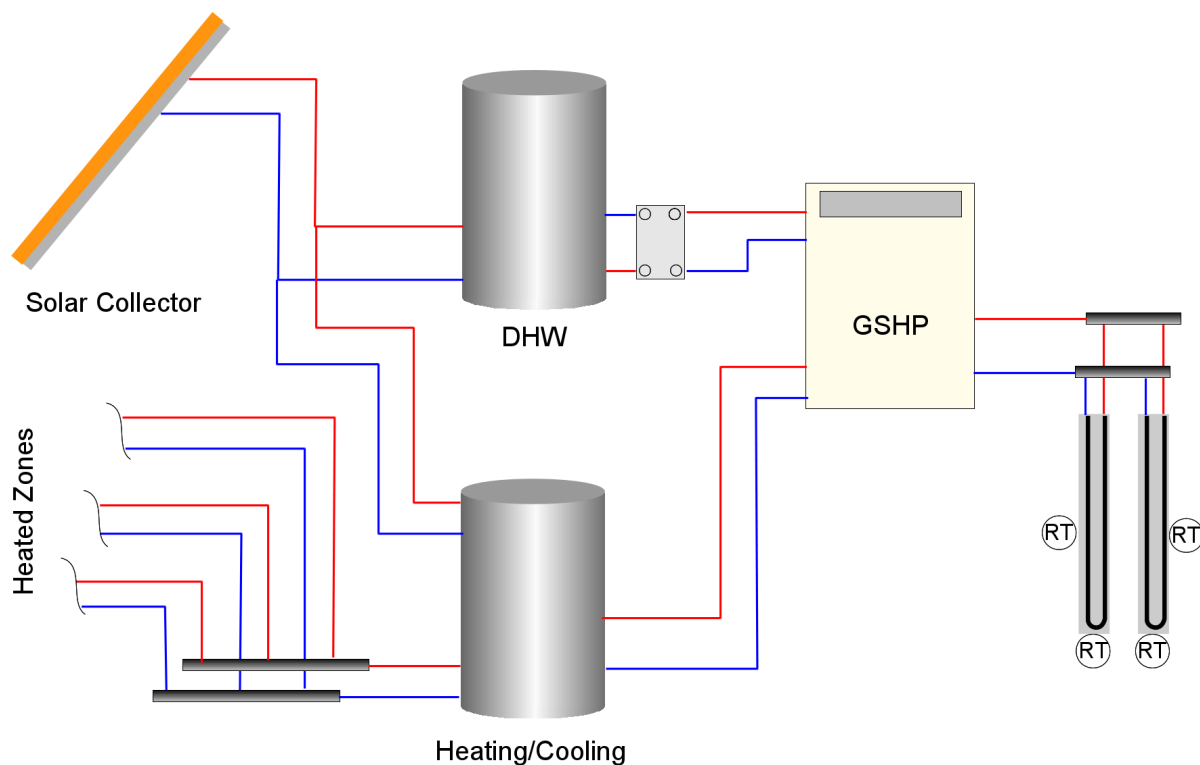 Solar Collector
DHW
GSHP
Heated Zones
RT
RT
RT
RT
Heating/Cooling